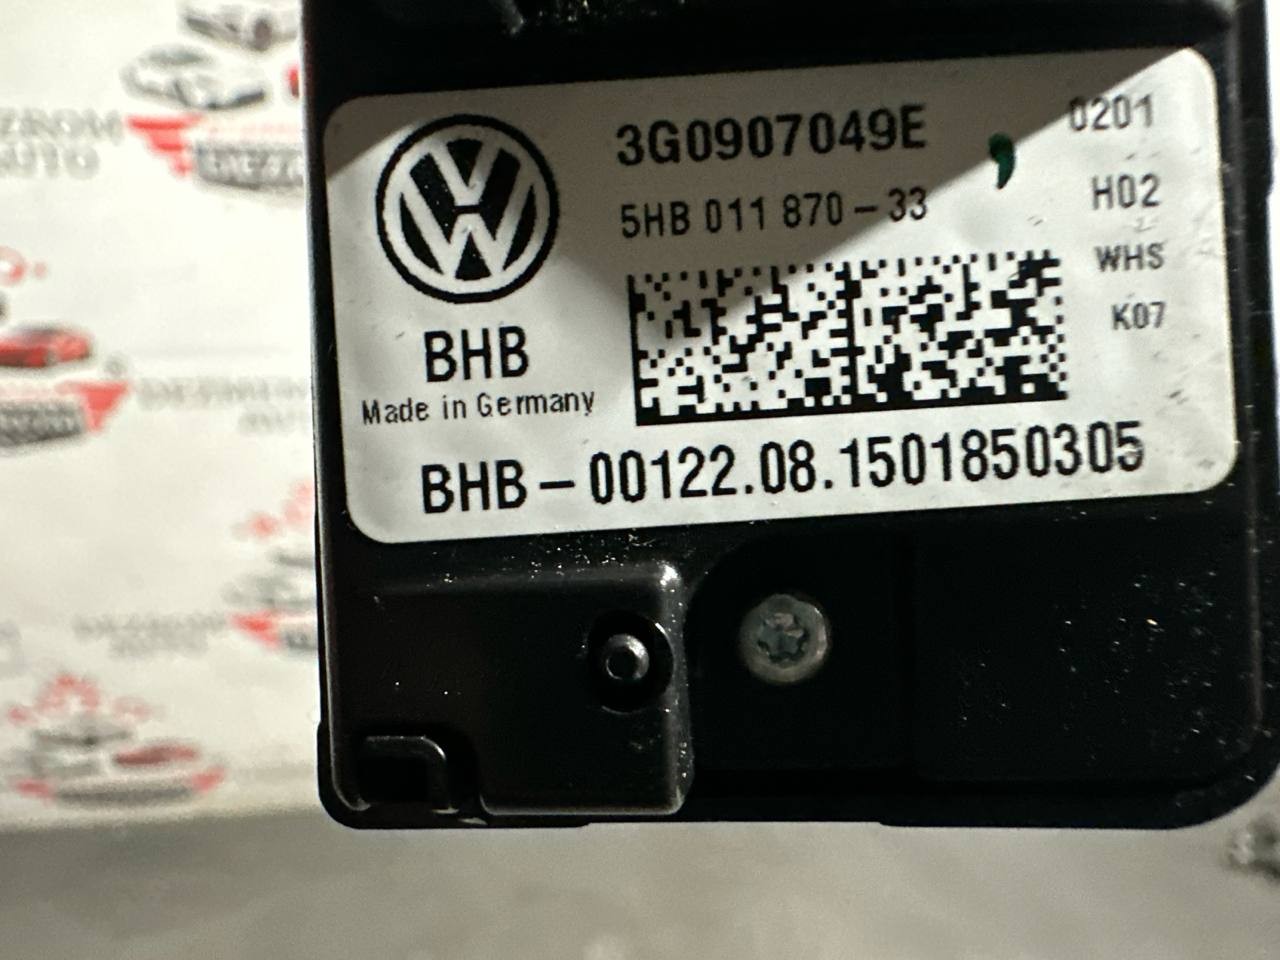 3G0907049E
0201
5HB 011 870-33
H02
WHS
K07
BHB
Made in Germany
BHB-00122.08.1501850305